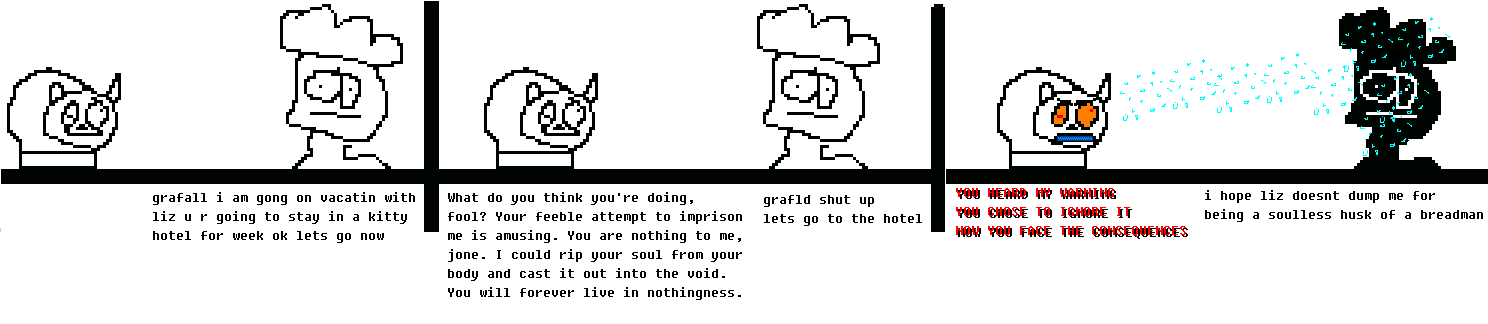 grafall i am gong on vacatin with
liz u r going to stay in a kitty
hotel for week ok lets go now
What do you think you're doing,
fool? Your feeble attempt to imprison
me is amusing. You are nothing to me,
jone. I could rip your soul from your
body and cast it out into the void.
You will forever live in nothingness.
grafld shut up
lets go to the hotel
YOU HEARD MY WARNING
YOU CHOSE TO IGNORE IT
NOW YOU FACE THE CONSEQUENCES
i hope liz doesnt dump me for
being a soulless husk of a breadman